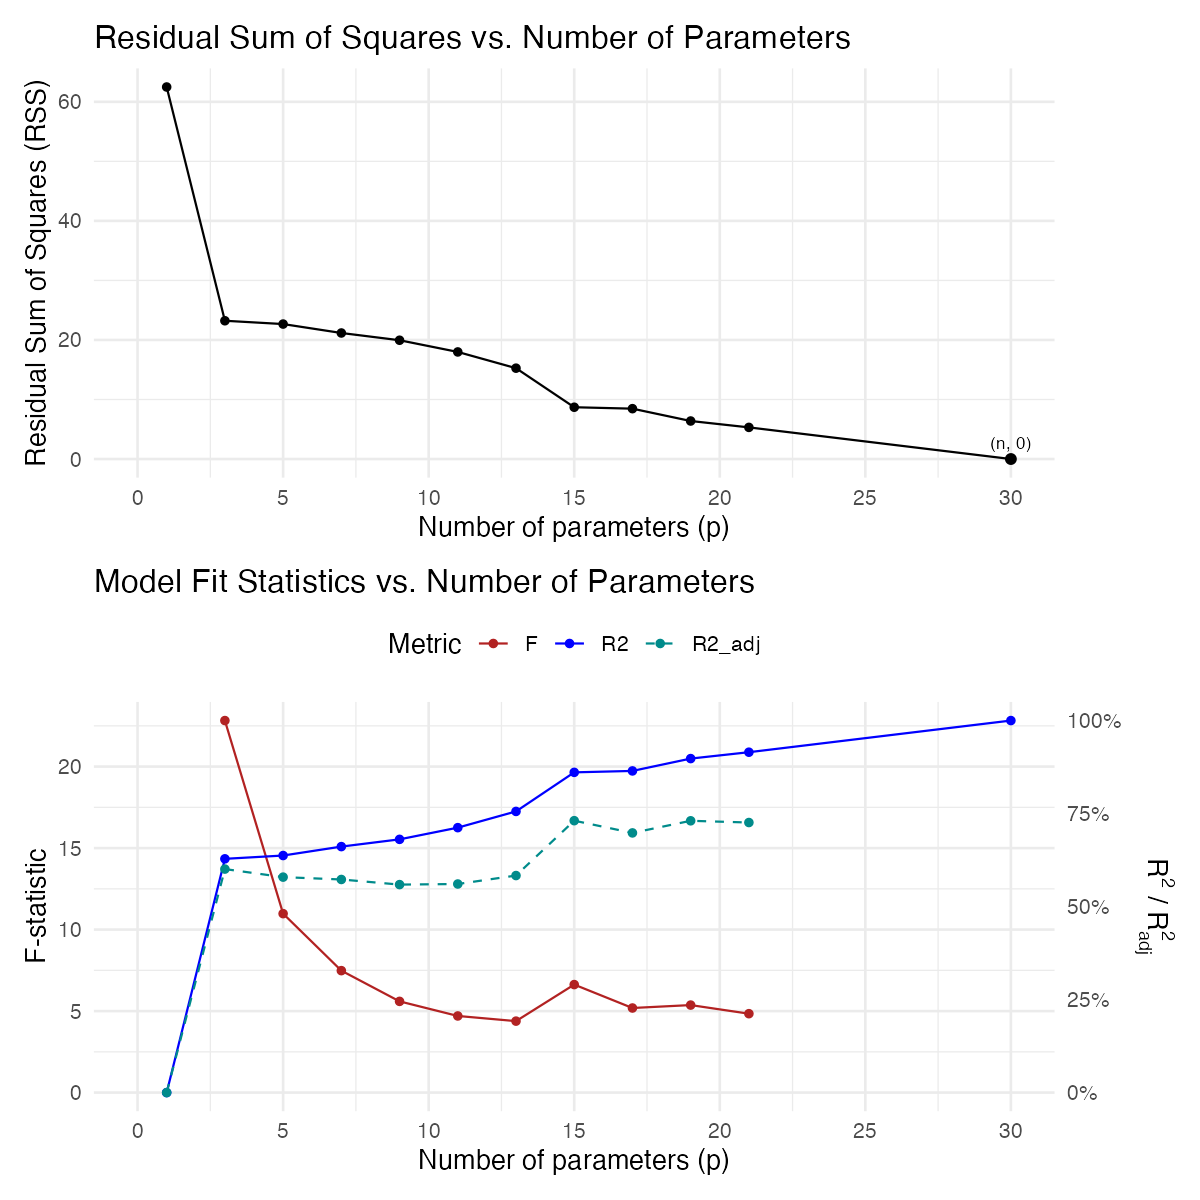 Residual Sum of Squares vs. Number of Parameters
Residual Sum of Squares (RSS)
60
40
20
0
(n, 0)
0 5 10 15 20 25 30
Number of parameters (p)
Model Fit Statistics vs. Number of Parameters
Metric F R2 R2_adj
F-statistic
20
15
10
5
0
100%
75%
50%
25%
0%
R² / R²adj
0 5 10 15 20 25 30
Number of parameters (p)